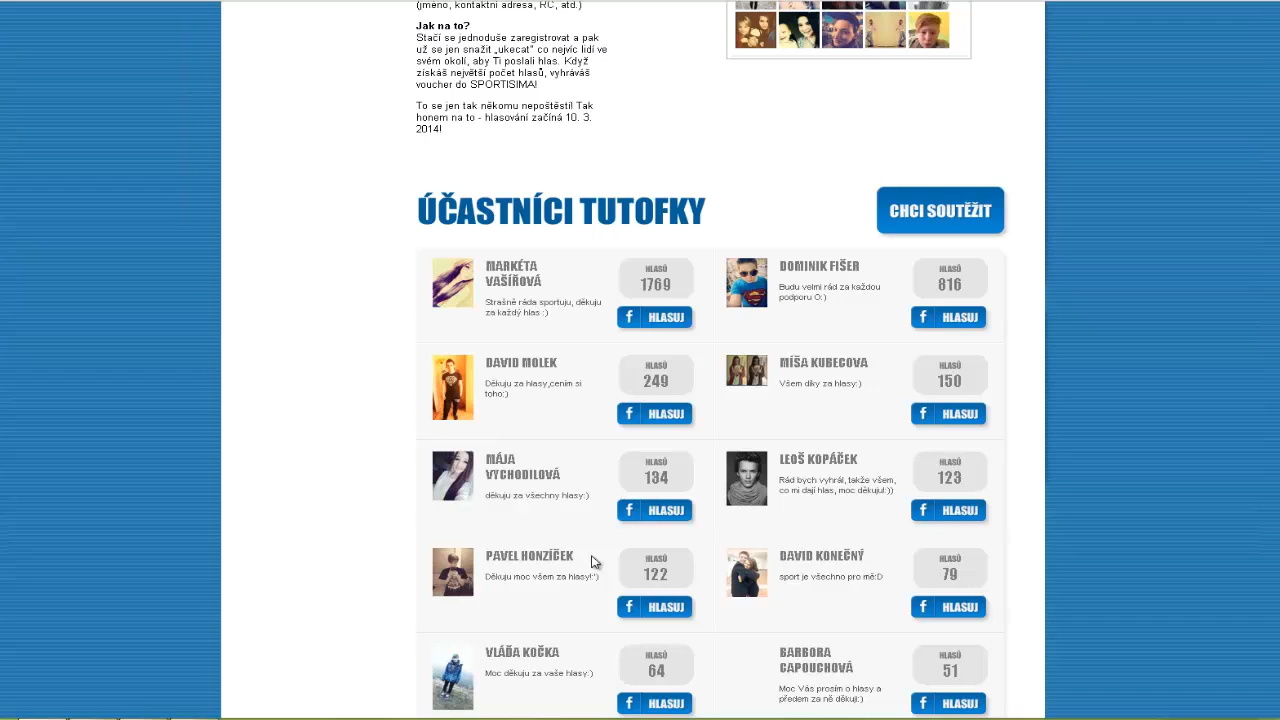 (jméno, kontaktní adresa, RČ, atd.)
Jak na to?
Stačí se jednoduše zaregistrovat a pak
už se jen snažit „ukecat" co nejvíc lidí ve
svém okolí, aby Ti poslali hlas. Když
získáš největší počet hlasů, vyhráváš
voucher do SPORTISIMA!
To se jen tak někomu nepoštěstí! Tak
honem na to - hlasování začíná 10. 3.
2014!
ÚČASTNÍCI TUTOFKY
CHCI SOUTĚŽIT
MARKÉTA
VAŠÍŘOVÁ
Strašně ráda sportuju, děkuju
za každý hlas :)
HLASŮ
1769
HLASUJ
DOMINIK FIŠER
Budu velmi rád za každou
podporu O:)
HLASŮ
816
HLASUJ
DAVID MOLEK
Děkuju za hlasy,cením si
toho:)
HLASŮ
249
HLASUJ
MÍŠA KUBECOVA
Všem díky za hlasy:)
HLASŮ
150
HLASUJ
MÁJA
VYCHODILOVÁ
děkuju za všechny hlasy:)
HLASŮ
134
HLASUJ
LEOŠ KOPÁČEK
Rád bych vyhrál, takže všem,
co mi dají hlas, moc děkuju!:))
HLASŮ
123
HLASUJ
PAVEL HONZÍČEK
Děkuju moc všem za hlasy!:')
HLASŮ
122
HLASUJ
DAVID KONEČNÝ
sport je všechno pro mě:D
HLASŮ
79
HLASUJ
VLÁĎA KOČKA
Moc děkuju za vaše hlasy:)
HLASŮ
64
HLASUJ
BARBORA
CAPOUCHOVÁ
Moc Vás prosím o hlasy a
předem za ně děkuji:)
HLASŮ
51
HLASUJ